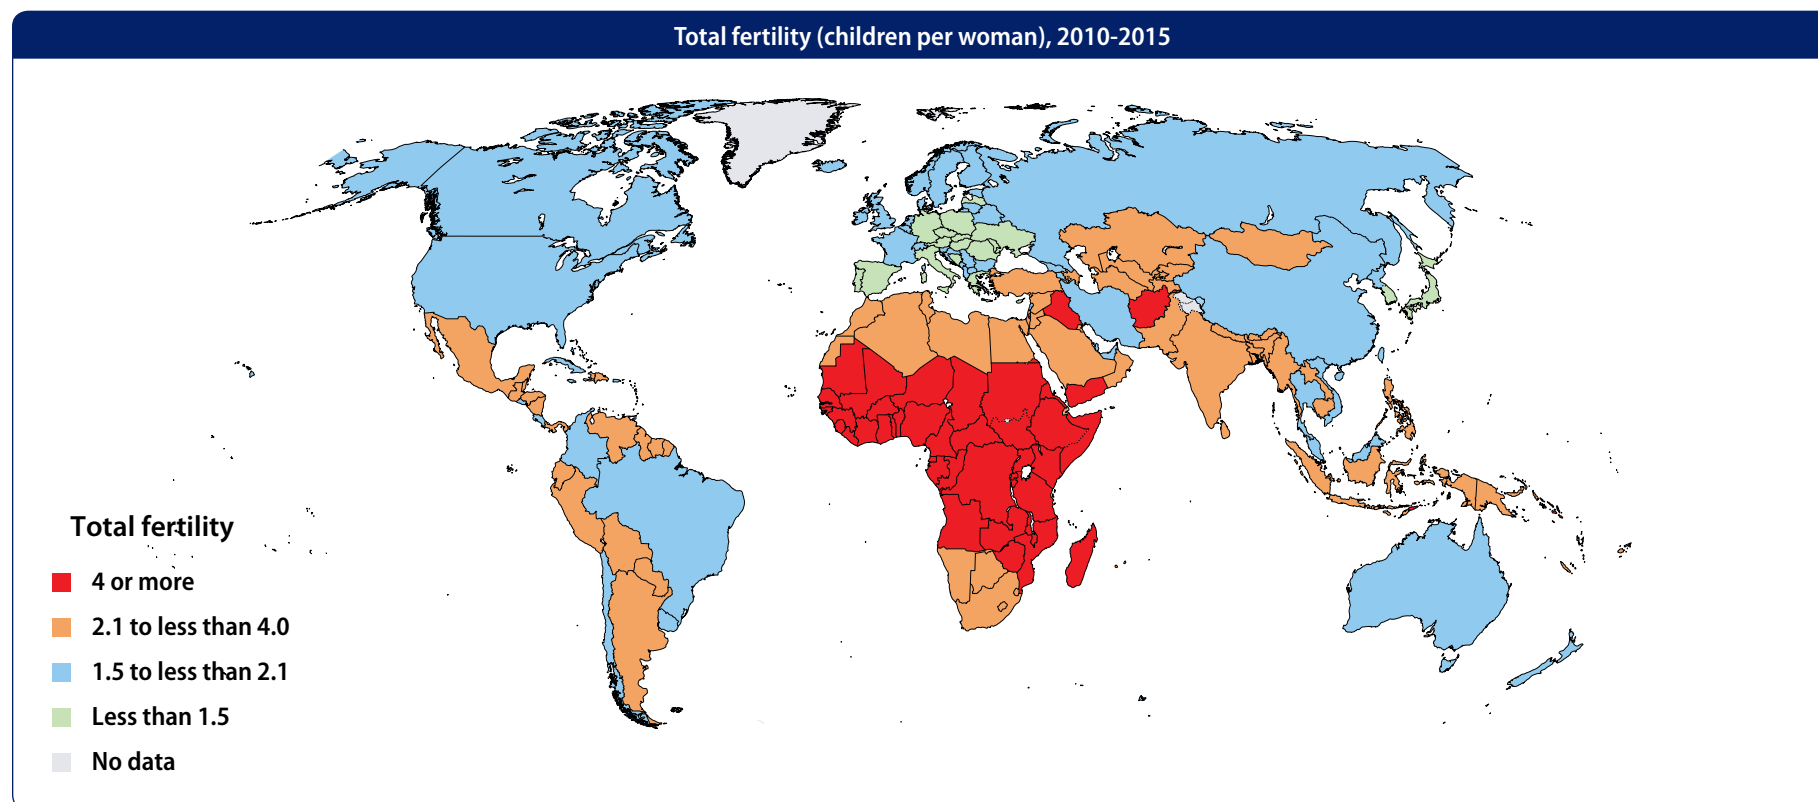 Total fertility (children per woman), 2010-2015
Total fertility
4 or more
2.1 to less than 4.0
1.5 to less than 2.1
Less than 1.5
No data